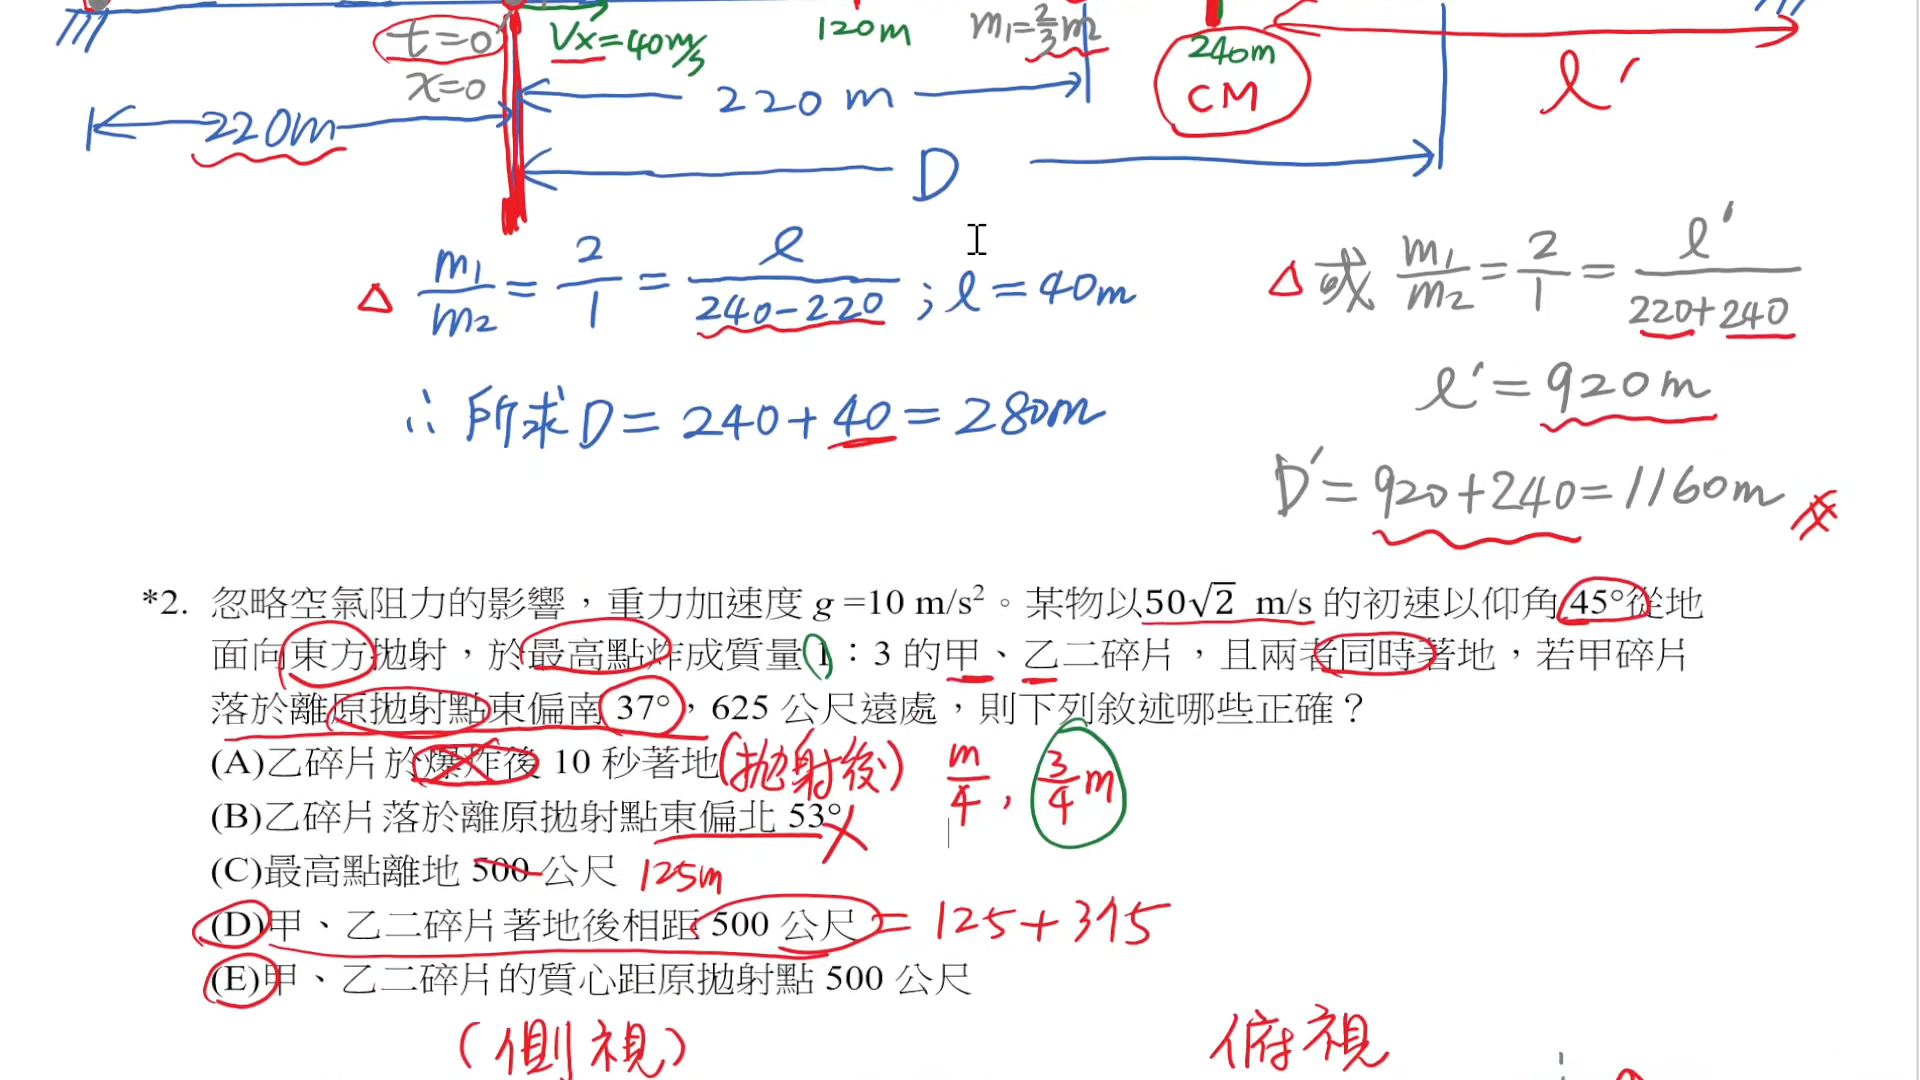 t=0
Vx=40m/s
120m
m1=2/3 m
240m
CM
ℓ'
x=0
220m
220m
D
△ m1/m2 = 2/1 = ℓ/(240-220) ; ℓ=40m
△ 或 m1/m2 = 2/1 = ℓ'/(220+240)
ℓ'=920m
∴ 所求D=240+40=280m
D'=920+240=1160m
*2. 忽略空氣阻力的影響，重力加速度 g =10 m/s²。某物以50√2 m/s 的初速以仰角 45°從地
面向東方拋射，於最高點炸成質量 1：3 的甲、乙二碎片，且兩者同時著地，若甲碎片
落於離原拋射點東偏南 37°，625 公尺遠處，則下列敘述哪些正確？
(A)乙碎片於爆炸後 10 秒著地(拋射後) m/4 , 3/4 m
(B)乙碎片落於離原拋射點東偏北 53°
(C)最高點離地 500 公尺 125m
(D)甲、乙二碎片著地後相距 500 公尺 = 125+375
(E)甲、乙二碎片的質心距原拋射點 500 公尺
(側視)
俯視